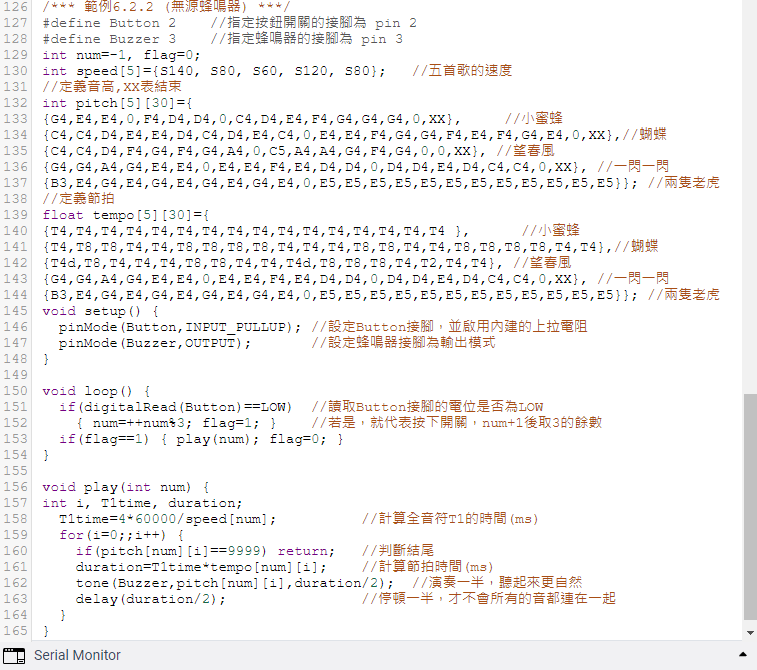 126 /*** 範例6.2.2 (無源蜂鳴器) ***/
127 #define Button 2    //指定按鈕開關的接腳為 pin 2
128 #define Buzzer 3    //指定蜂鳴器的接腳為 pin 3
129 int num=-1, flag=0;
130 int speed[5]={S140, S80, S60, S120, S80};   //五首歌的速度
131 //定義音高,XX表結束
132 int pitch[5][30]={
133 {G4,E4,E4,0,F4,D4,D4,0,C4,D4,E4,F4,G4,G4,G4,0,XX},     //小蜜蜂
134 {C4,C4,D4,E4,E4,D4,C4,D4,E4,C4,0,E4,E4,F4,G4,G4,F4,E4,F4,G4,E4,0,XX},//蝴蝶
135 {C4,C4,D4,F4,G4,F4,G4,A4,0,C5,A4,A4,G4,F4,G4,0,0,XX}, //望春風
136 {G4,G4,A4,G4,E4,E4,0,E4,E4,F4,E4,D4,D4,0,D4,D4,E4,D4,C4,C4,0,XX}, //一閃一閃
137 {B3,E4,G4,E4,G4,E4,G4,E4,G4,E4,0,E5,E5,E5,E5,E5,E5,E5,E5,E5,E5,E5,E5}}; //兩隻老虎
138 //定義節拍
139 float tempo[5][30]={
140 {T4,T4,T4,T4,T4,T4,T4,T4,T4,T4,T4,T4,T4,T4,T4,T4 },      //小蜜蜂
141 {T4,T8,T8,T4,T4,T8,T8,T8,T8,T4,T4,T4,T8,T8,T4,T4,T8,T8,T8,T8,T4,T4},//蝴蝶
142 {T4d,T8,T4,T4,T4,T8,T8,T4,T4,T4d,T8,T8,T8,T4,T2,T4,T4}, //望春風
143 {G4,G4,A4,G4,E4,E4,0,E4,E4,F4,E4,D4,D4,0,D4,D4,E4,D4,C4,C4,0,XX}, //一閃一閃
144 {B3,E4,G4,E4,G4,E4,G4,E4,G4,E4,0,E5,E5,E5,E5,E5,E5,E5,E5,E5,E5,E5,E5}}; //兩隻老虎
145 void setup() {
146   pinMode(Button,INPUT_PULLUP); //設定Button接腳，並啟用內建的上拉電阻
147   pinMode(Buzzer,OUTPUT);       //設定蜂鳴器接腳為輸出模式
148 }
149
150 void loop() {
151   if(digitalRead(Button)==LOW)  //讀取Button接腳的電位是否為LOW
152     { num=++num%3; flag=1; }    //若是，就代表按下開關，num+1後取3的餘數
153   if(flag==1) { play(num); flag=0; }
154 }
155
156 void play(int num) {
157 int i, T1time, duration;
158   T1time=4*60000/speed[num];          //計算全音符T1的時間(ms)
159   for(i=0;;i++) {
160     if(pitch[num][i]==9999) return;   //判斷結尾
161     duration=T1time*tempo[num][i];    //計算節拍時間(ms)
162     tone(Buzzer,pitch[num][i],duration/2);  //演奏一半，聽起來更自然
163     delay(duration/2);                //停頓一半，才不會所有的音都連在一起
164   }
165 }
Serial Monitor